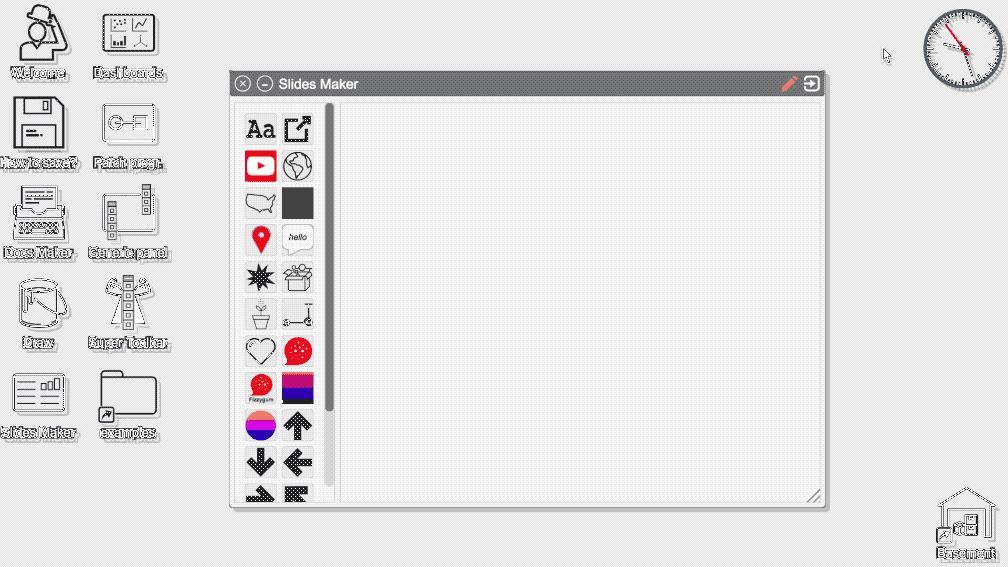 Welcome
Dashboards
How to save?
Patch progr.
Docs Maker
Generic panel
Draw
Super Toolbar
Slides Maker
examples
Slides Maker
Aa
hello
Fizzygum
Basement